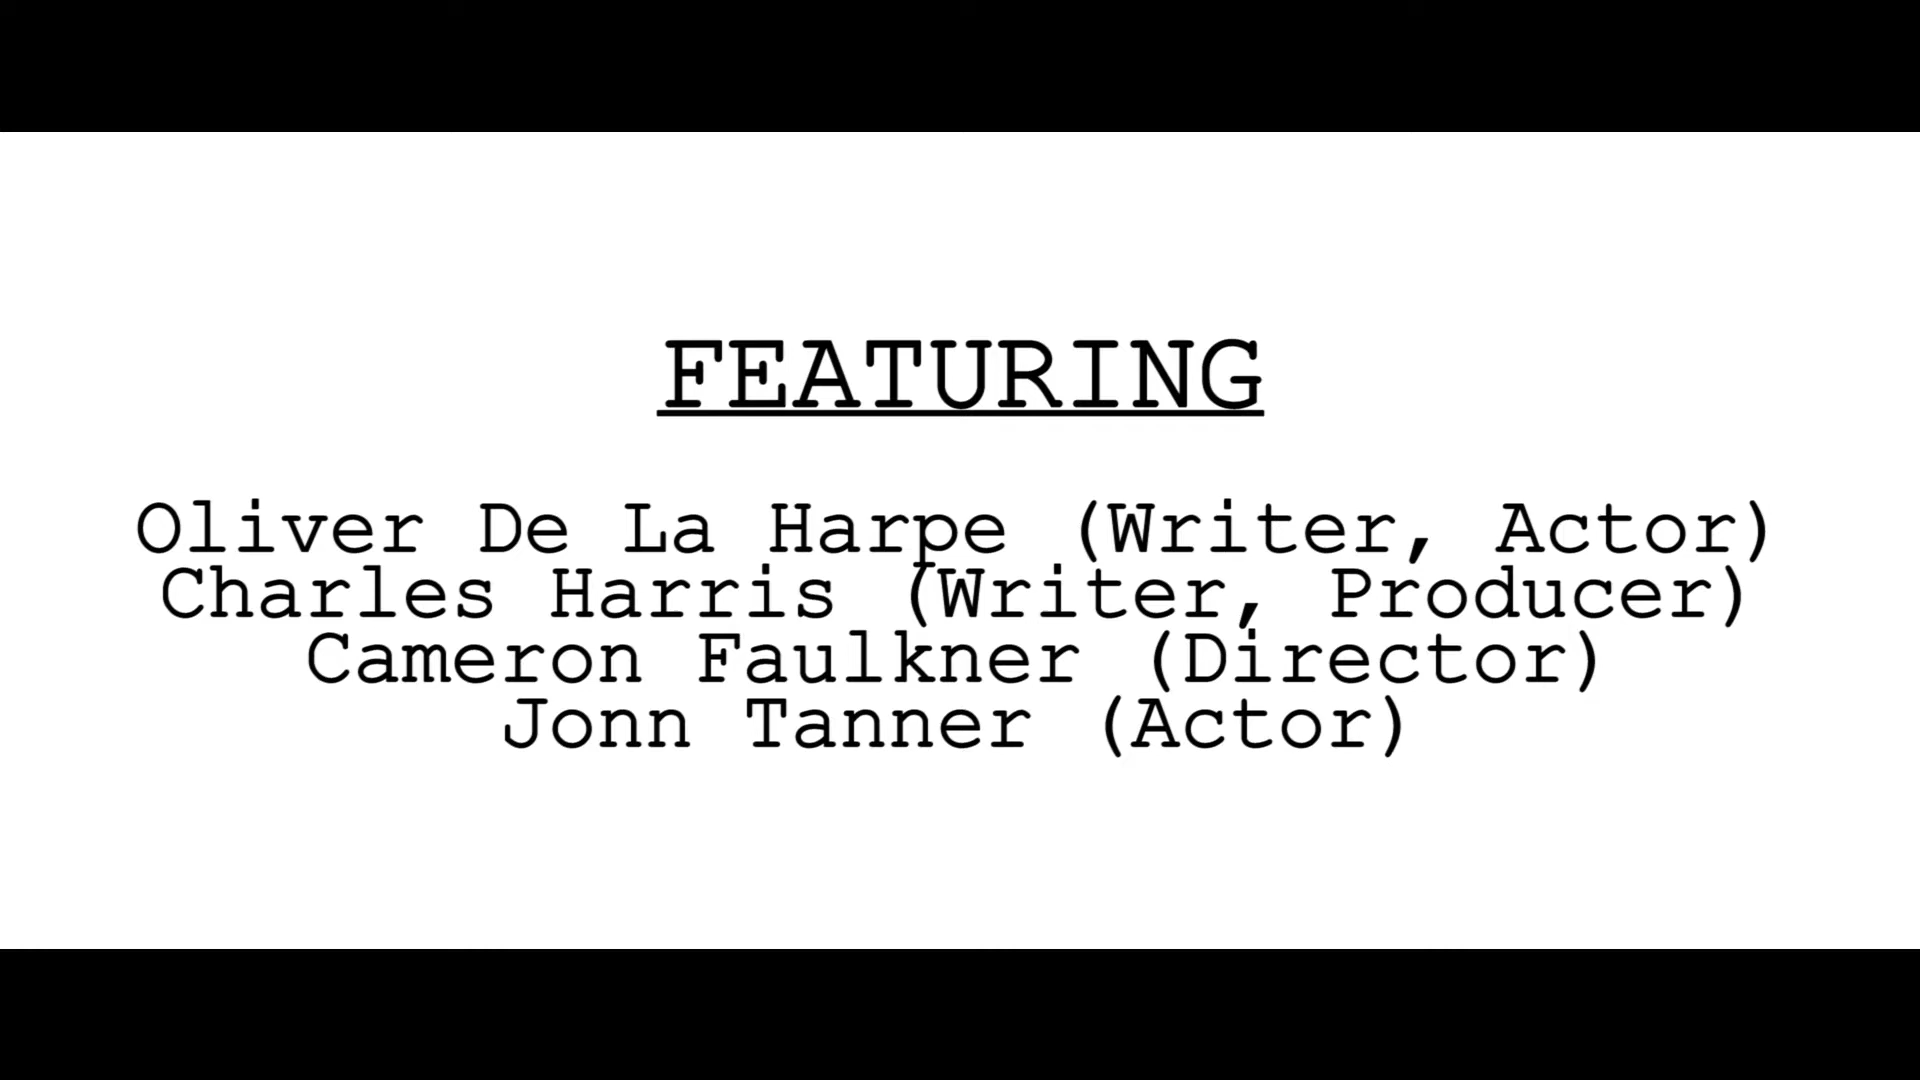 FEATURING
Oliver De La Harpe (Writer, Actor)
Charles Harris (Writer, Producer)
Cameron Faulkner (Director)
Jonn Tanner (Actor)